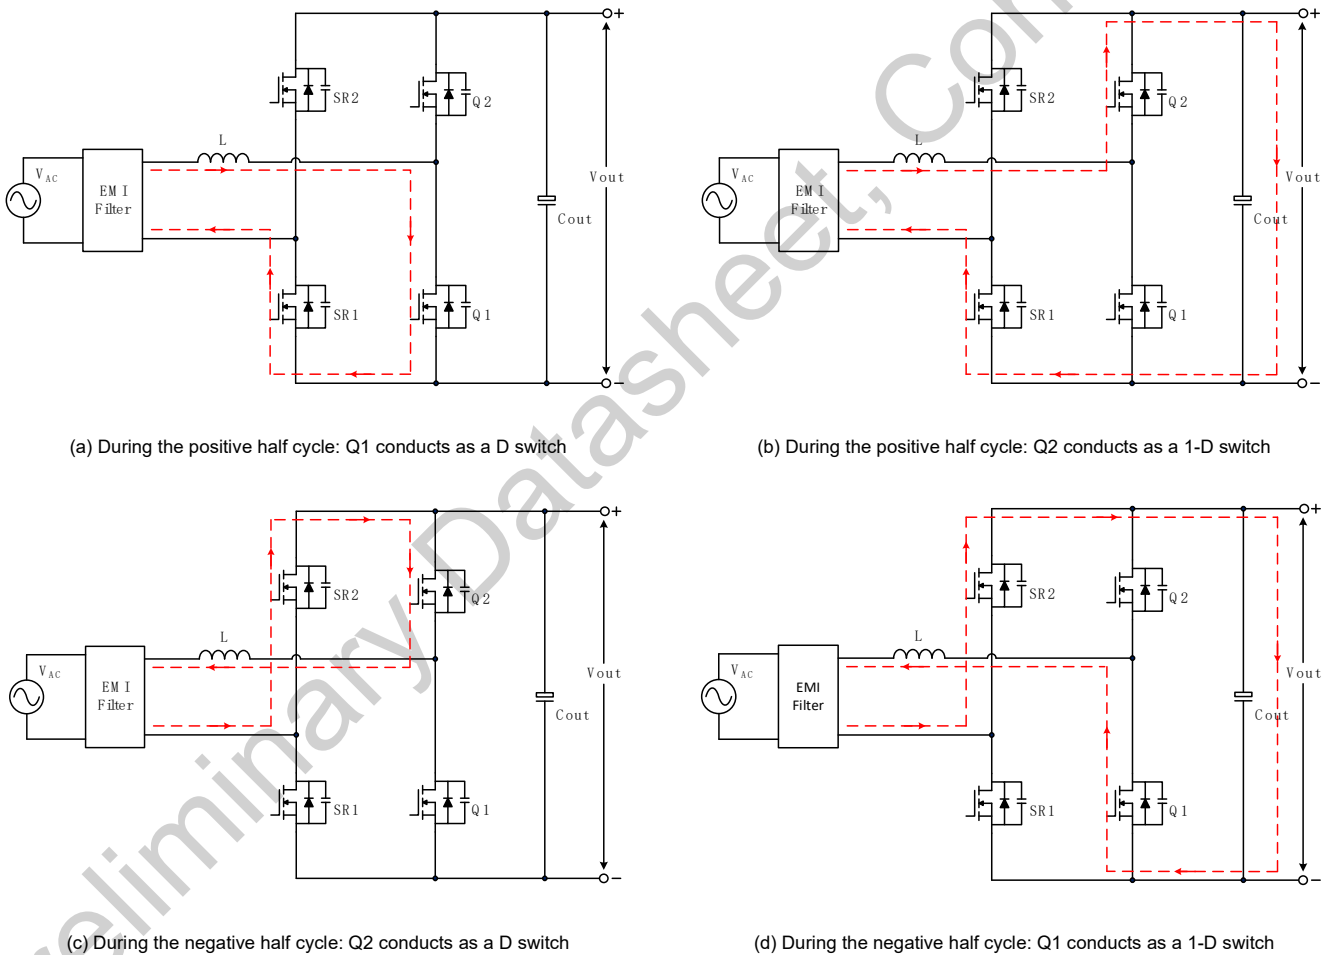 +
SR2
Q2
L
VAC
EMI
Filter
Vout
Cout
SR1
Q1
−
(a) During the positive half cycle: Q1 conducts as a D switch
+
SR2
Q2
L
VAC
EMI
Filter
Vout
Cout
SR1
Q1
−
(b) During the positive half cycle: Q2 conducts as a 1-D switch
+
SR2
Q2
L
VAC
EMI
Filter
Vout
Cout
SR1
Q1
−
(c) During the negative half cycle: Q2 conducts as a D switch
+
SR2
Q2
L
VAC
EMI
Filter
Vout
Cout
SR1
Q1
−
(d) During the negative half cycle: Q1 conducts as a 1-D switch
reliminary Datasheet, Con